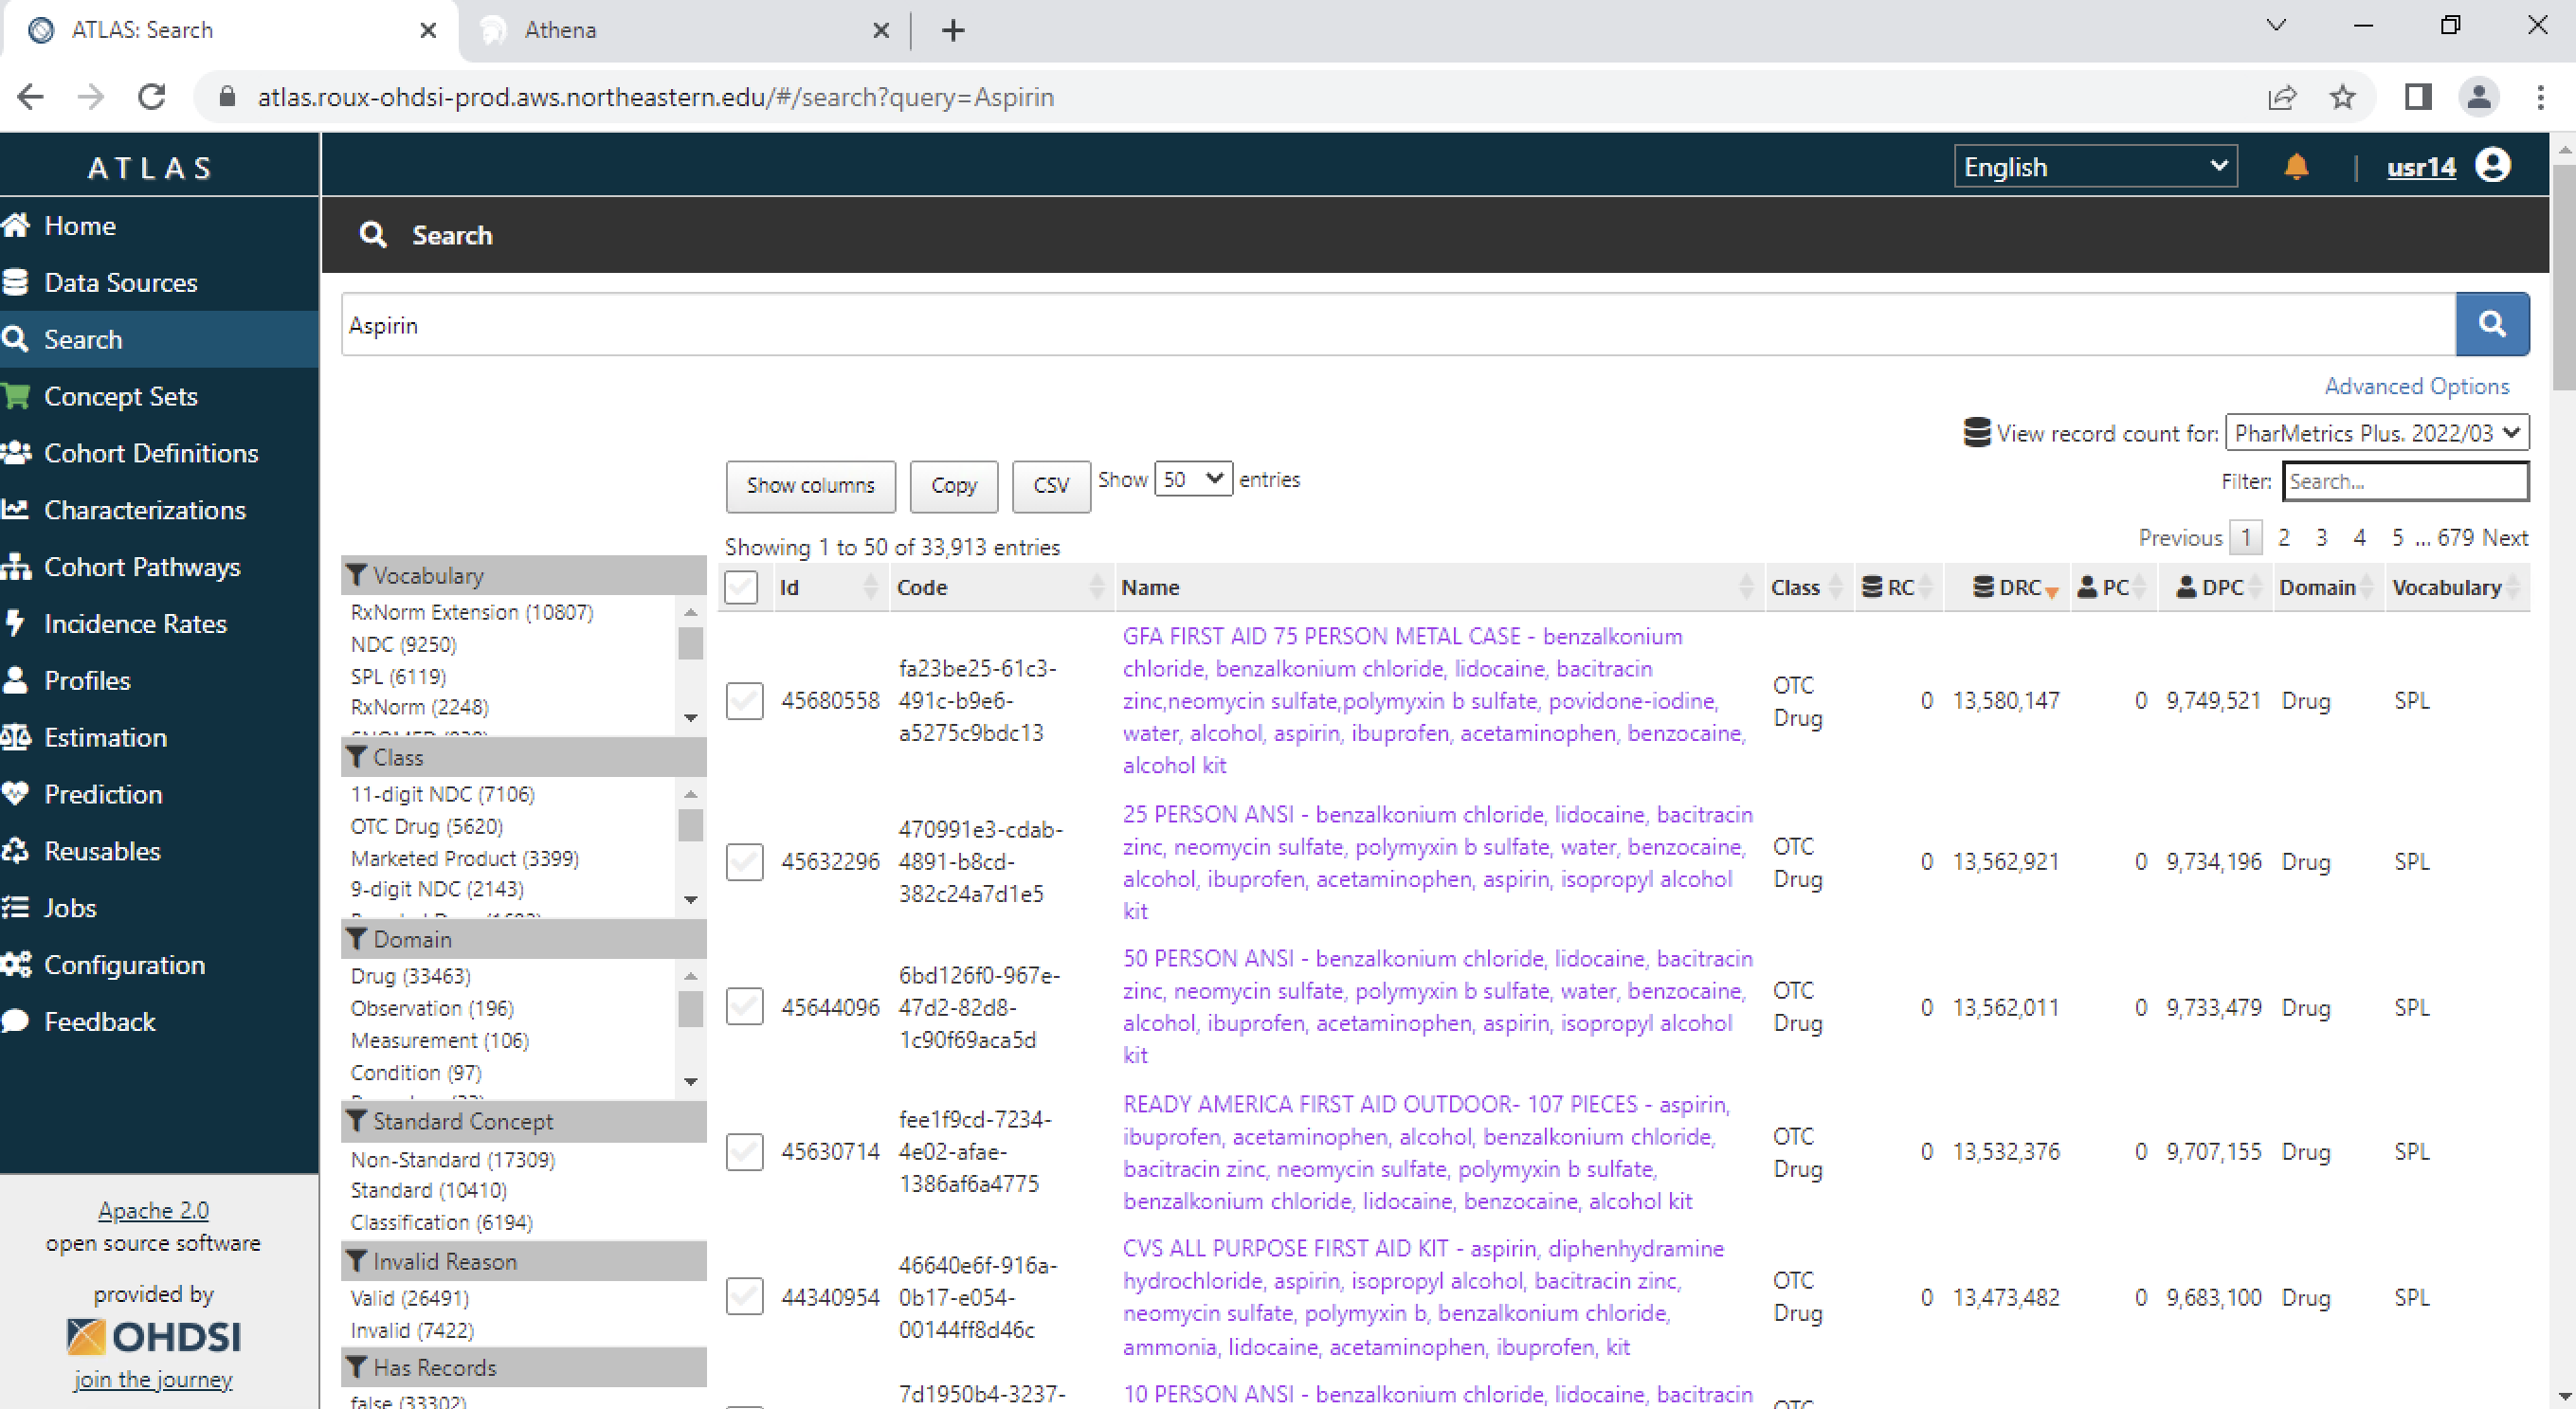 ATLAS: Search
Athena
atlas.roux-ohdsi-prod.aws.northeastern.edu/#/search?query=Aspirin
ATLAS
English
|
usr14
Home
Data Sources
Search
Concept Sets
Cohort Definitions
Characterizations
Cohort Pathways
Incidence Rates
Profiles
Estimation
Prediction
Reusables
Jobs
Configuration
Feedback
Apache 2.0
open source software
provided by
OHDSI
join the journey
Search
Aspirin
Advanced Options
View record count for: PharMetrics Plus. 2022/03
Show columns Copy CSV Show 50 entries
Filter: Search...
Showing 1 to 50 of 33,913 entries
Previous 1 2 3 4 5 ... 679 Next
Vocabulary
RxNorm Extension (10807)
NDC (9250)
SPL (6119)
RxNorm (2248)
Class
11-digit NDC (7106)
OTC Drug (5620)
Marketed Product (3399)
9-digit NDC (2143)
Domain
Drug (33463)
Observation (196)
Measurement (106)
Condition (97)
Standard Concept
Non-Standard (17309)
Standard (10410)
Classification (6194)
Invalid Reason
Valid (26491)
Invalid (7422)
Has Records
false (33302)
Id Code Name Class RC DRC PC DPC Domain Vocabulary
45680558
fa23be25-61c3-
491c-b9e6-
a5275c9bdc13
GFA FIRST AID 75 PERSON METAL CASE - benzalkonium
chloride, benzalkonium chloride, lidocaine, bacitracin
zinc,neomycin sulfate,polymyxin b sulfate, povidone-iodine,
water, alcohol, aspirin, ibuprofen, acetaminophen, benzocaine,
alcohol kit
OTC
Drug
0 13,580,147 0 9,749,521 Drug SPL
45632296
470991e3-cdab-
4891-b8cd-
382c24a7d1e5
25 PERSON ANSI - benzalkonium chloride, lidocaine, bacitracin
zinc, neomycin sulfate, polymyxin b sulfate, water, benzocaine,
alcohol, ibuprofen, acetaminophen, aspirin, isopropyl alcohol
kit
OTC
Drug
0 13,562,921 0 9,734,196 Drug SPL
45644096
6bd126f0-967e-
47d2-82d8-
1c90f69aca5d
50 PERSON ANSI - benzalkonium chloride, lidocaine, bacitracin
zinc, neomycin sulfate, polymyxin b sulfate, water, benzocaine,
alcohol, ibuprofen, acetaminophen, aspirin, isopropyl alcohol
kit
OTC
Drug
0 13,562,011 0 9,733,479 Drug SPL
45630714
fee1f9cd-7234-
4e02-afae-
1386af6a4775
READY AMERICA FIRST AID OUTDOOR- 107 PIECES - aspirin,
ibuprofen, acetaminophen, alcohol, benzalkonium chloride,
bacitracin zinc, neomycin sulfate, polymyxin b sulfate,
benzalkonium chloride, lidocaine, benzocaine, alcohol kit
OTC
Drug
0 13,532,376 0 9,707,155 Drug SPL
44340954
46640e6f-916a-
0b17-e054-
00144ff8d46c
CVS ALL PURPOSE FIRST AID KIT - aspirin, diphenhydramine
hydrochloride, aspirin, isopropyl alcohol, bacitracin zinc,
neomycin sulfate, polymyxin b, benzalkonium chloride,
ammonia, lidocaine, acetaminophen, ibuprofen, kit
OTC
Drug
0 13,473,482 0 9,683,100 Drug SPL
7d1950b4-3237-
10 PERSON ANSI - benzalkonium chloride, lidocaine, bacitracin
OTC